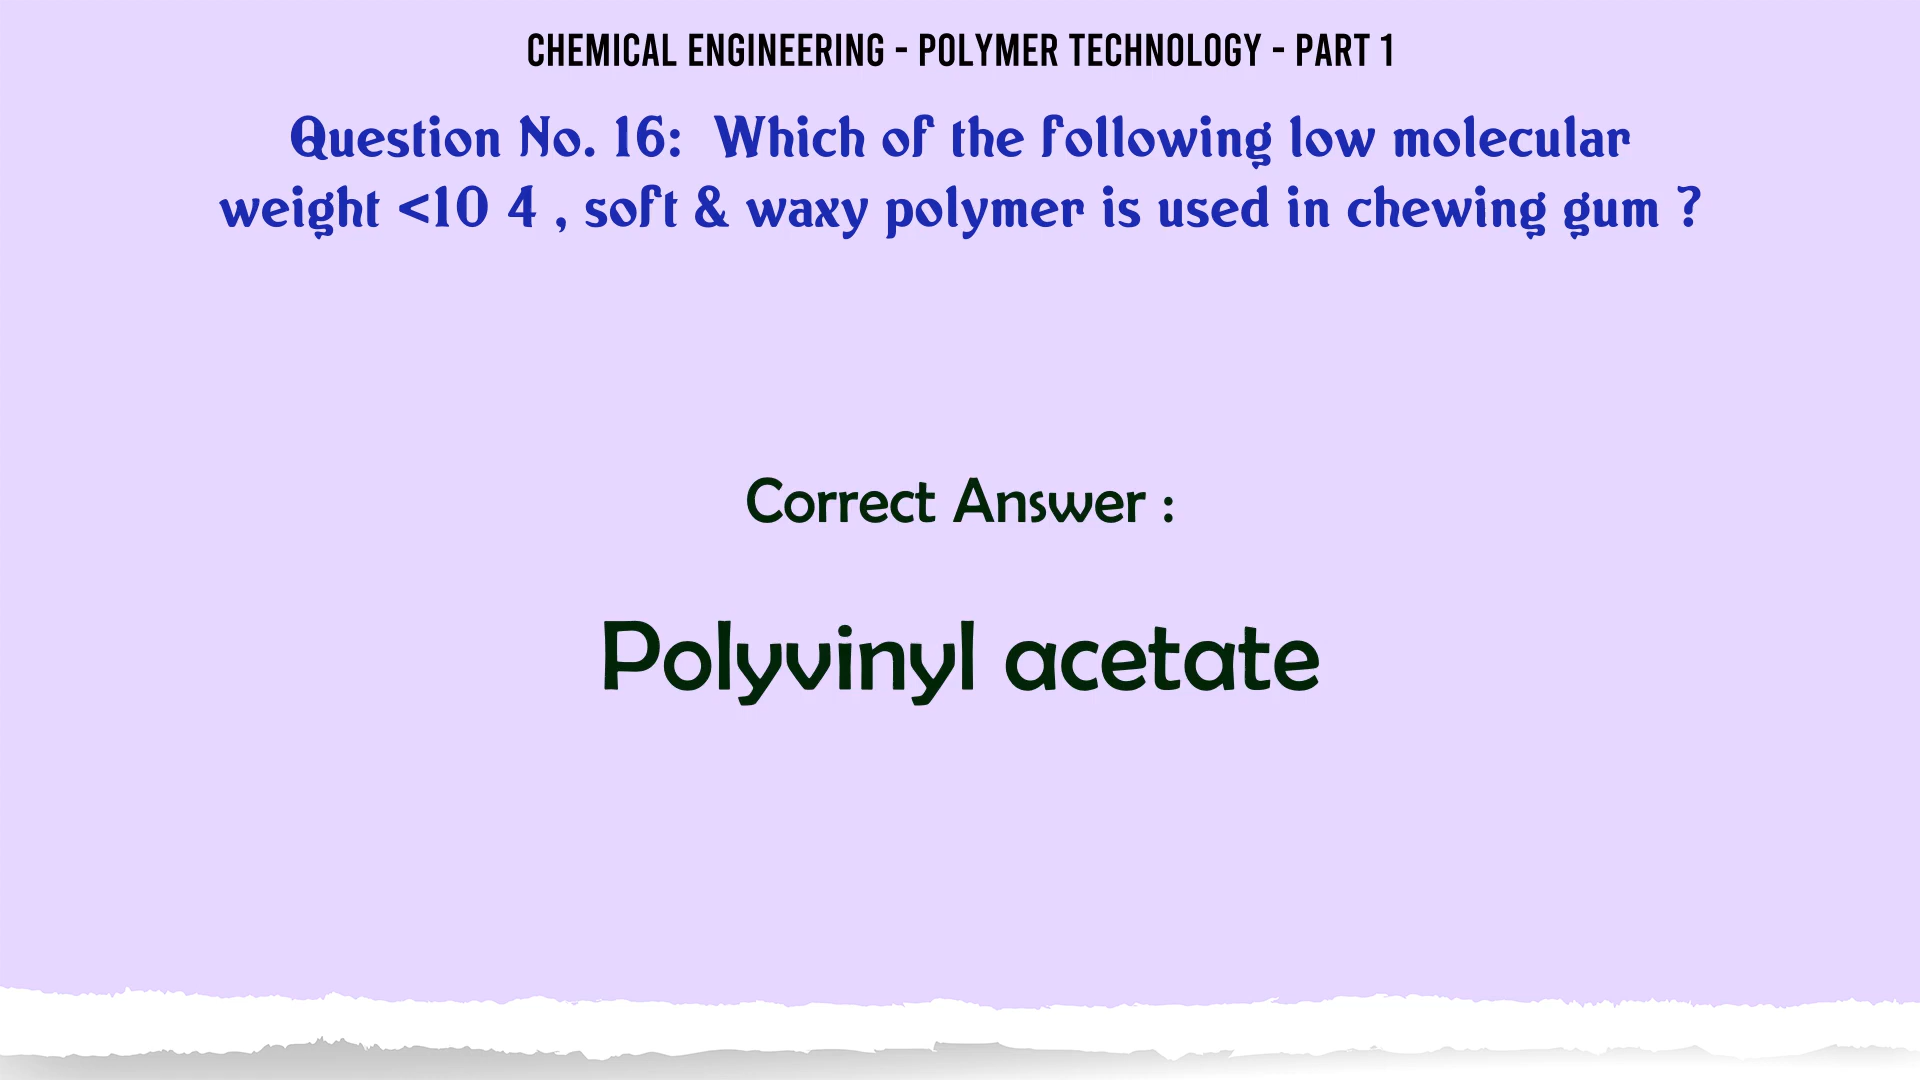 CHEMICAL ENGINEERING - POLYMER TECHNOLOGY - PART 1
Question No. 16:  Which of the following low molecular
weight <10 4 , soft & waxy polymer is used in chewing gum ?
Correct Answer :
Polyvinyl acetate